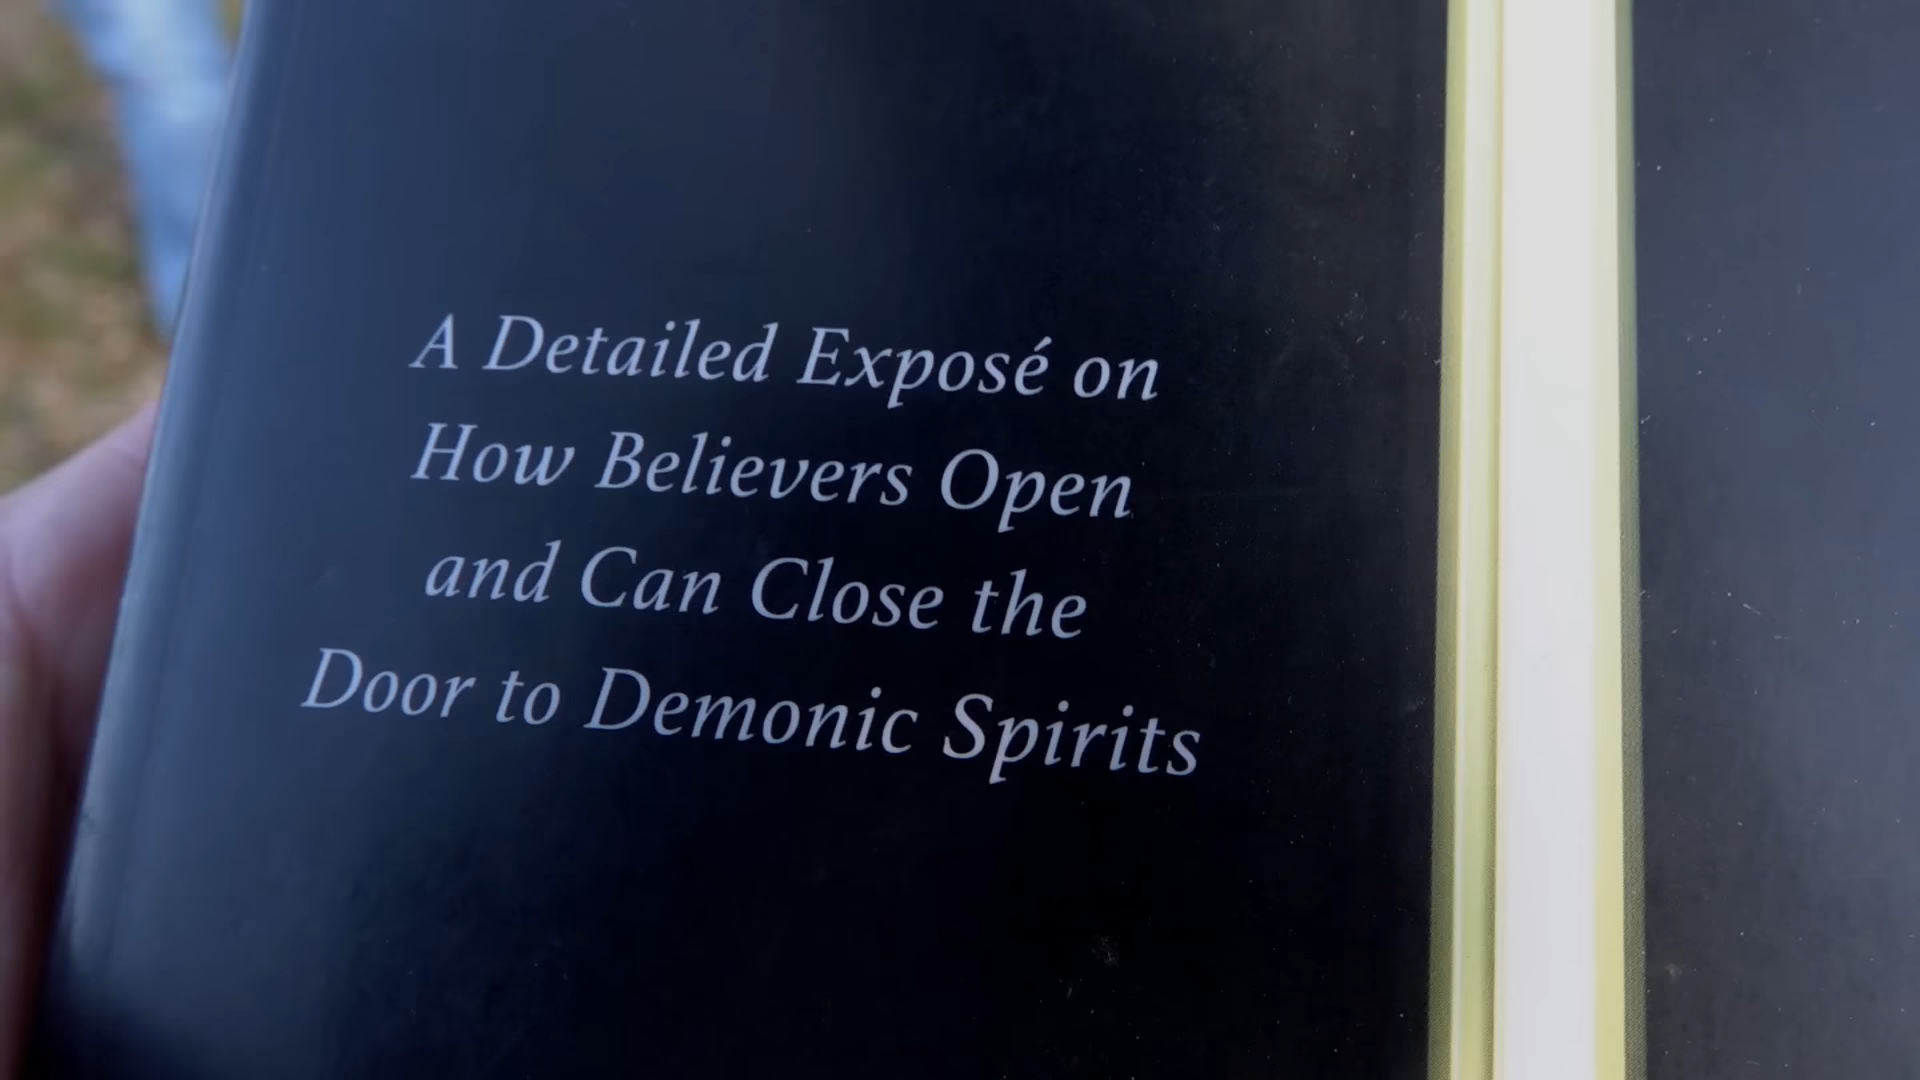 A Detailed Exposé on
How Believers Open
and Can Close the
Door to Demonic Spirits